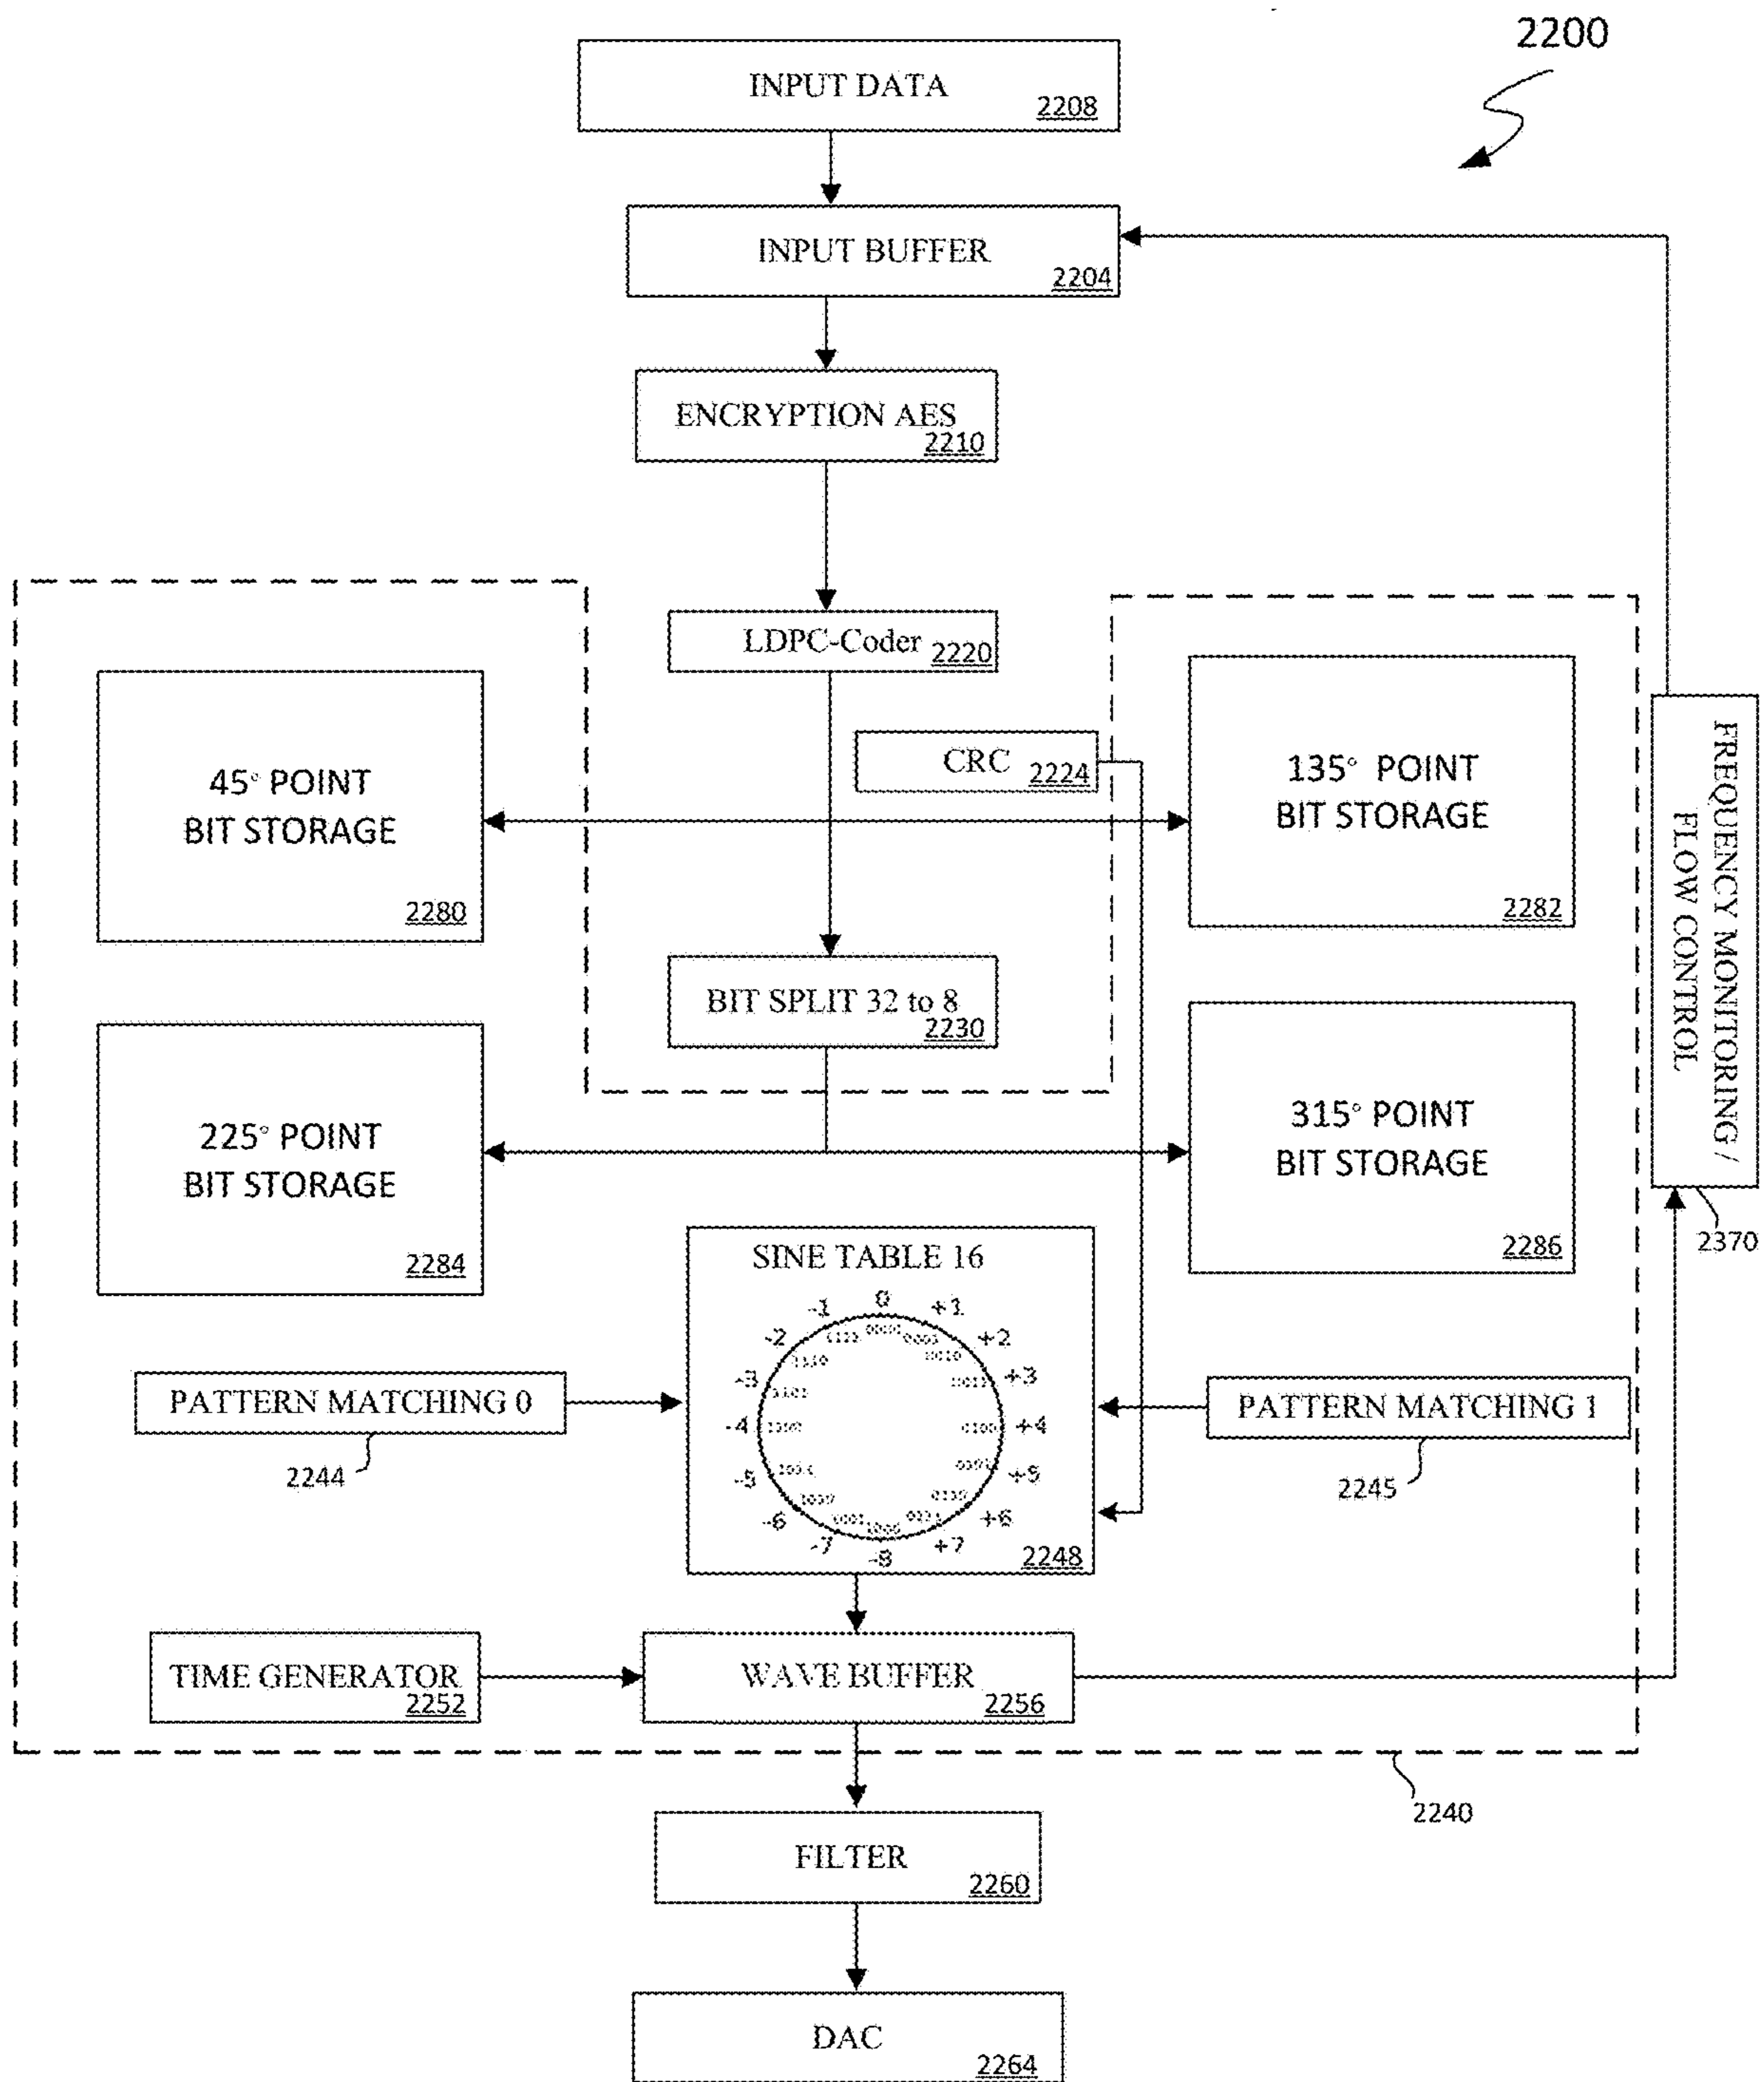 2200
INPUT DATA
2208
INPUT BUFFER
2204
ENCRYPTION AES
2210
LDPC-Coder
2220
CRC
2224
45° POINT
BIT STORAGE
2280
135° POINT
BIT STORAGE
2282
FREQUENCY MONITORING /
FLOW CONTROL
2370
BIT SPLIT 32 to 8
2230
225° POINT
BIT STORAGE
2284
315° POINT
BIT STORAGE
2286
SINE TABLE 16
0
-1
+1
-2
+2
-3
+3
-4
+4
-5
+5
-6
+6
-7
+7
-8
2248
PATTERN MATCHING 0
2244
PATTERN MATCHING 1
2245
TIME GENERATOR
2252
WAVE BUFFER
2256
2240
FILTER
2260
DAC
2264